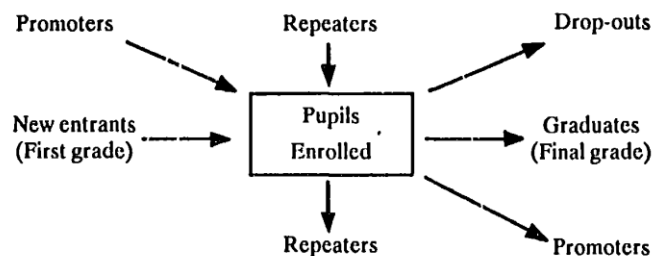 Promoters
Repeaters
Drop-outs
New entrants
(First grade)
Pupils
Enrolled
Graduates
(Final grade)
Repeaters
Promoters